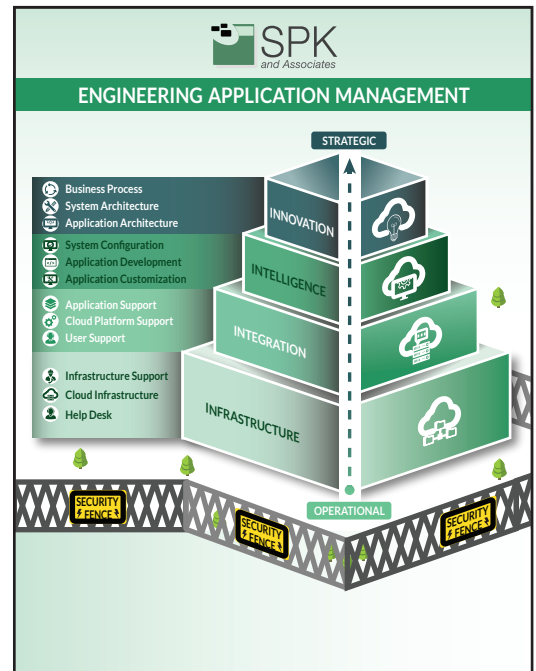 SPK
and Associates
ENGINEERING APPLICATION MANAGEMENT
STRATEGIC
Business Process
System Architecture
Application Architecture
INNOVATION
System Configuration
Application Development
Application Customization
INTELLIGENCE
Application Support
Cloud Platform Support
User Support
INTEGRATION
Infrastructure Support
Cloud Infrastructure
Help Desk
INFRASTRUCTURE
OPERATIONAL
SECURITY
FENCE
SECURITY
FENCE
SECURITY
FENCE